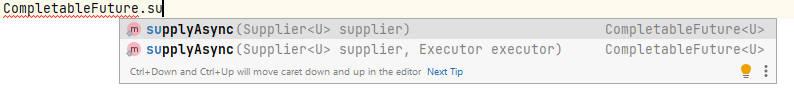 CompletableFuture.su
m supplyAsync(Supplier<U> supplier) CompletableFuture<U>
m supplyAsync(Supplier<U> supplier, Executor executor) CompletableFuture<U>
Ctrl+Down and Ctrl+Up will move caret down and up in the editor Next Tip